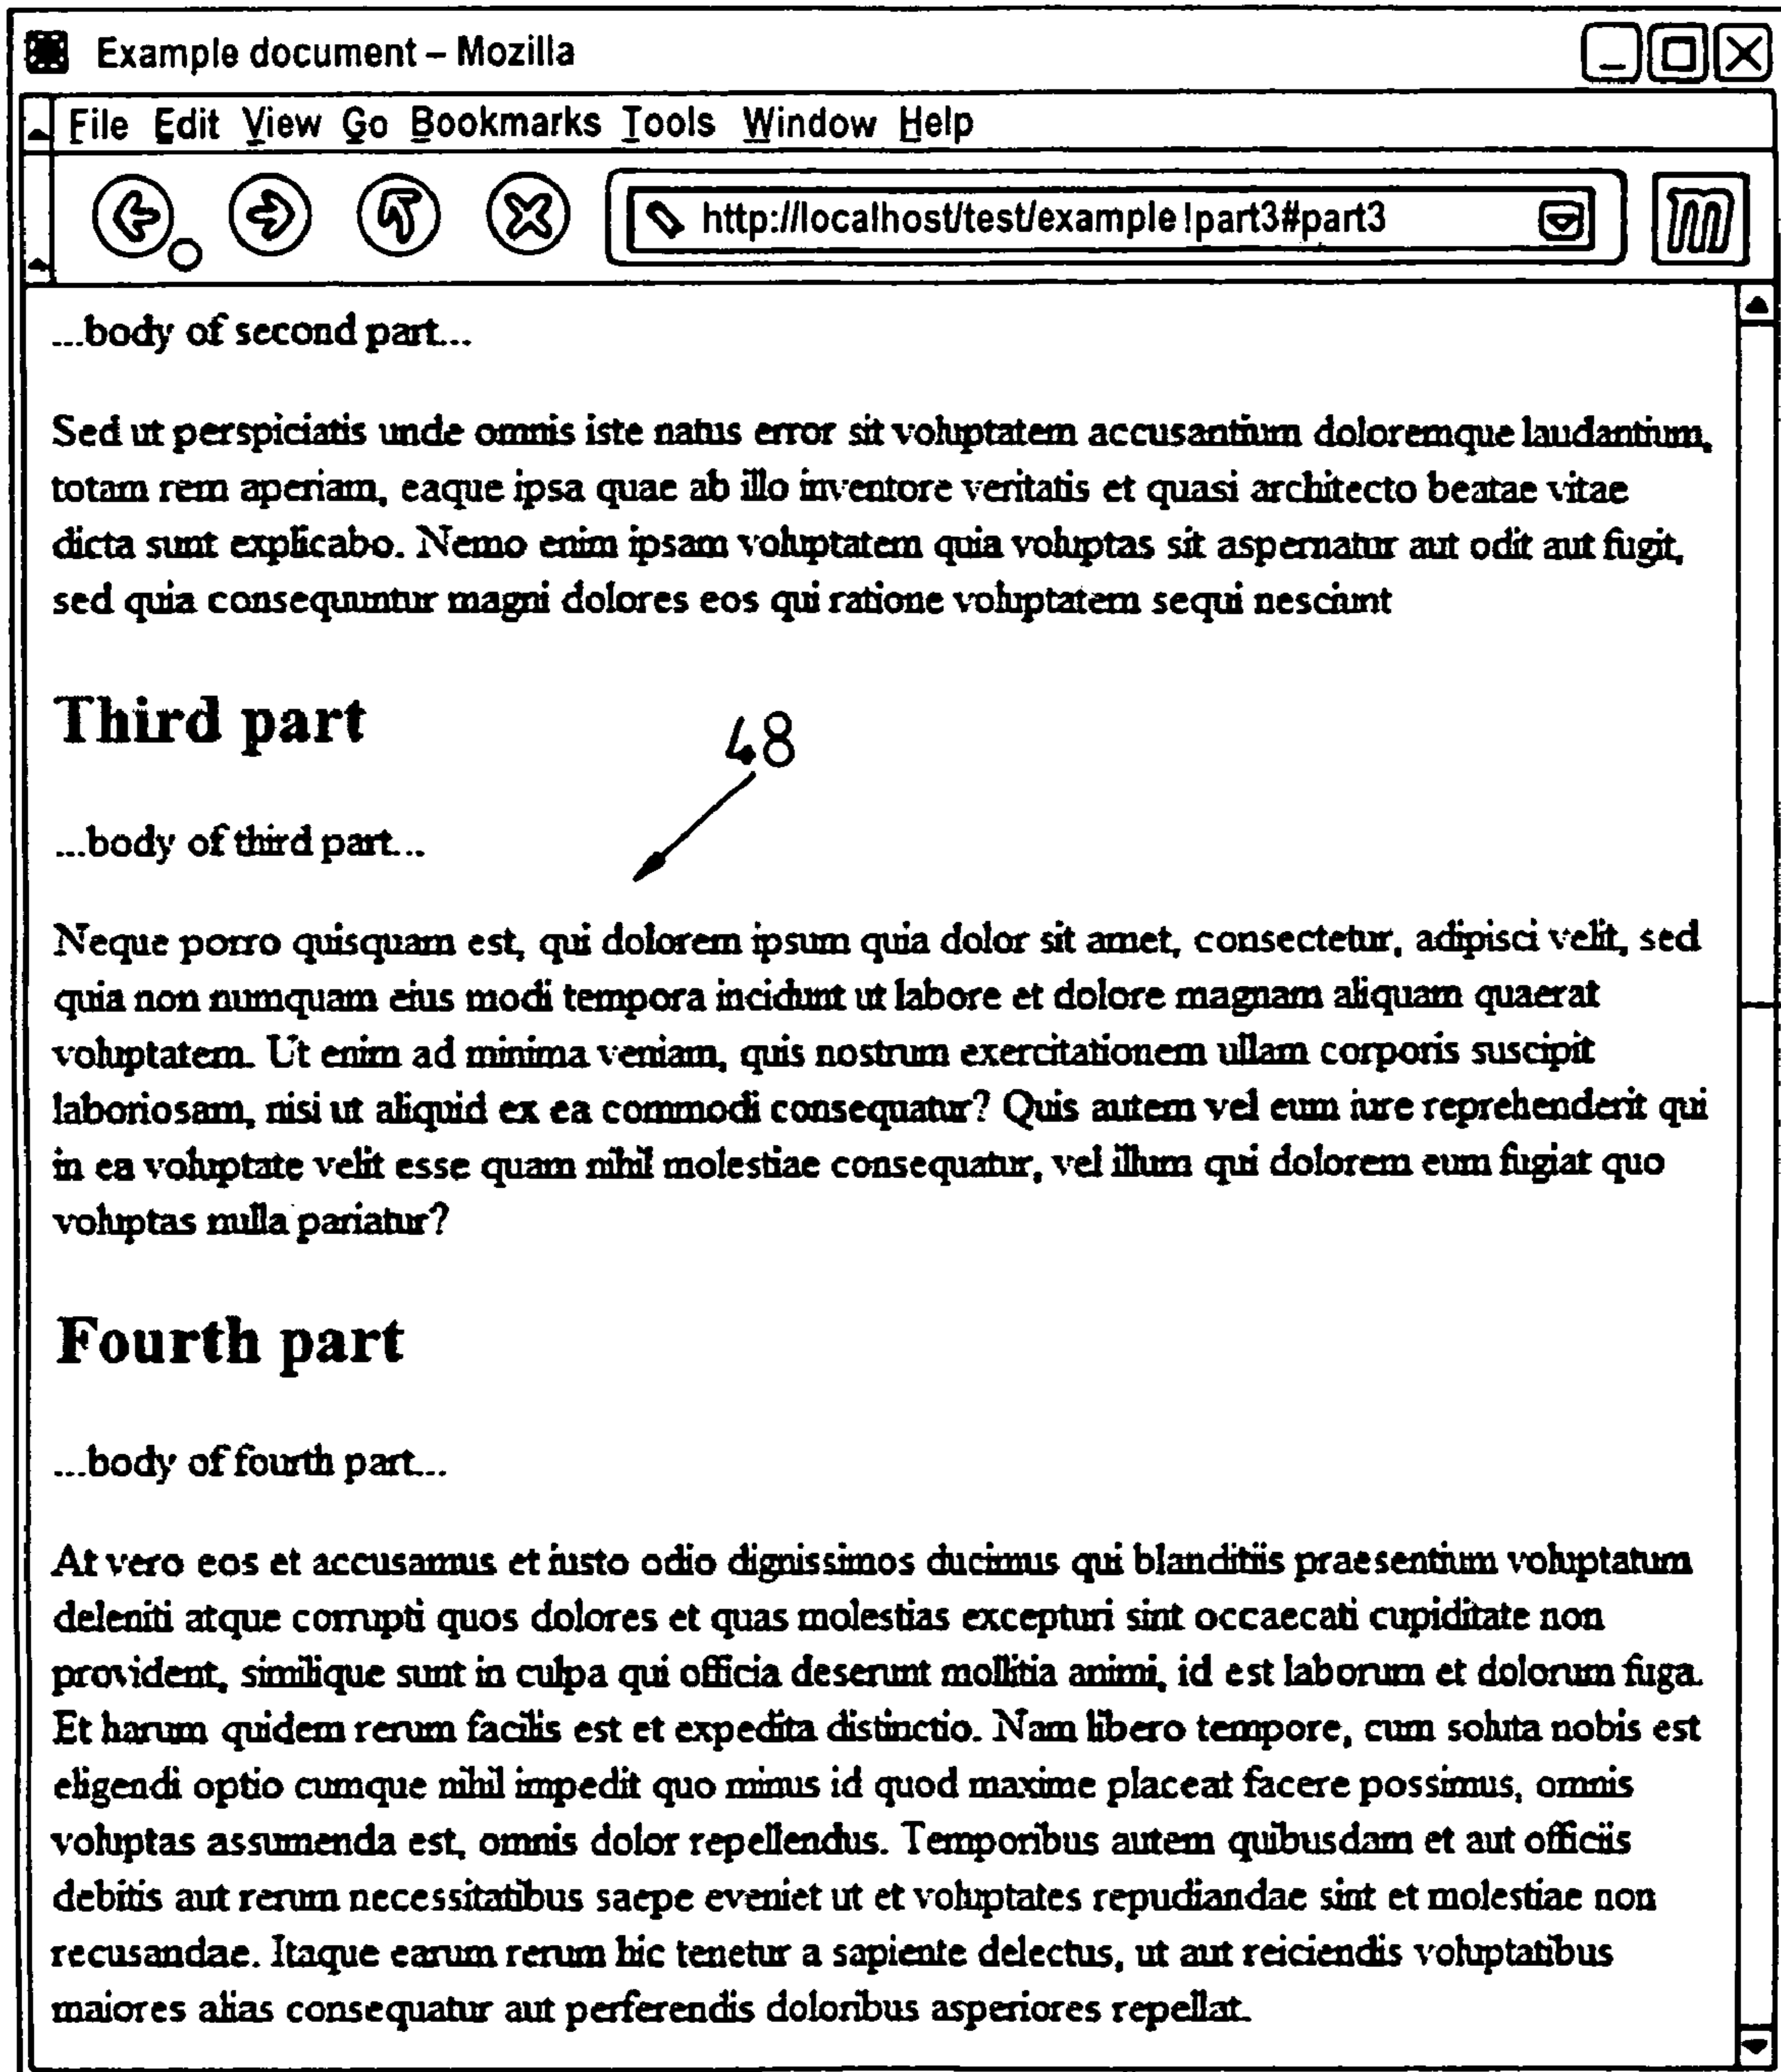 Example document – Mozilla
File Edit View Go Bookmarks Tools Window Help
http://localhost/test/example!part3#part3
m
...body of second part...
Sed ut perspiciatis unde omnis iste natus error sit voluptatem accusantium doloremque laudantium,
totam rem aperiam, eaque ipsa quae ab illo inventore veritatis et quasi architecto beatae vitae
dicta sunt explicabo. Nemo enim ipsam voluptatem quia voluptas sit aspernatur aut odit aut fugit,
sed quia consequuntur magni dolores eos qui ratione voluptatem sequi nesciunt
Third part
48
...body of third part...
Neque porro quisquam est, qui dolorem ipsum quia dolor sit amet, consectetur, adipisci velit, sed
quia non numquam eius modi tempora incidunt ut labore et dolore magnam aliquam quaerat
voluptatem. Ut enim ad minima veniam, quis nostrum exercitationem ullam corporis suscipit
laboriosam, nisi ut aliquid ex ea commodi consequatur? Quis autem vel eum iure reprehenderit qui
in ea voluptate velit esse quam nihil molestiae consequatur, vel illum qui dolorem eum fugiat quo
voluptas nulla pariatur?
Fourth part
...body of fourth part...
At vero eos et accusamus et iusto odio dignissimos ducimus qui blanditiis praesentium voluptatum
deleniti atque corrupti quos dolores et quas molestias excepturi sint occaecati cupiditate non
provident, similique sunt in culpa qui officia deserunt mollitia animi, id est laborum et dolorum fuga.
Et harum quidem rerum facilis est et expedita distinctio. Nam libero tempore, cum soluta nobis est
eligendi optio cumque nihil impedit quo minus id quod maxime placeat facere possimus, omnis
voluptas assumenda est, omnis dolor repellendus. Temporibus autem quibusdam et aut officiis
debitis aut rerum necessitatibus saepe eveniet ut et voluptates repudiandae sint et molestiae non
recusandae. Itaque earum rerum hic tenetur a sapiente delectus, ut aut reiciendis voluptatibus
maiores alias consequatur aut perferendis doloribus asperiores repellat.